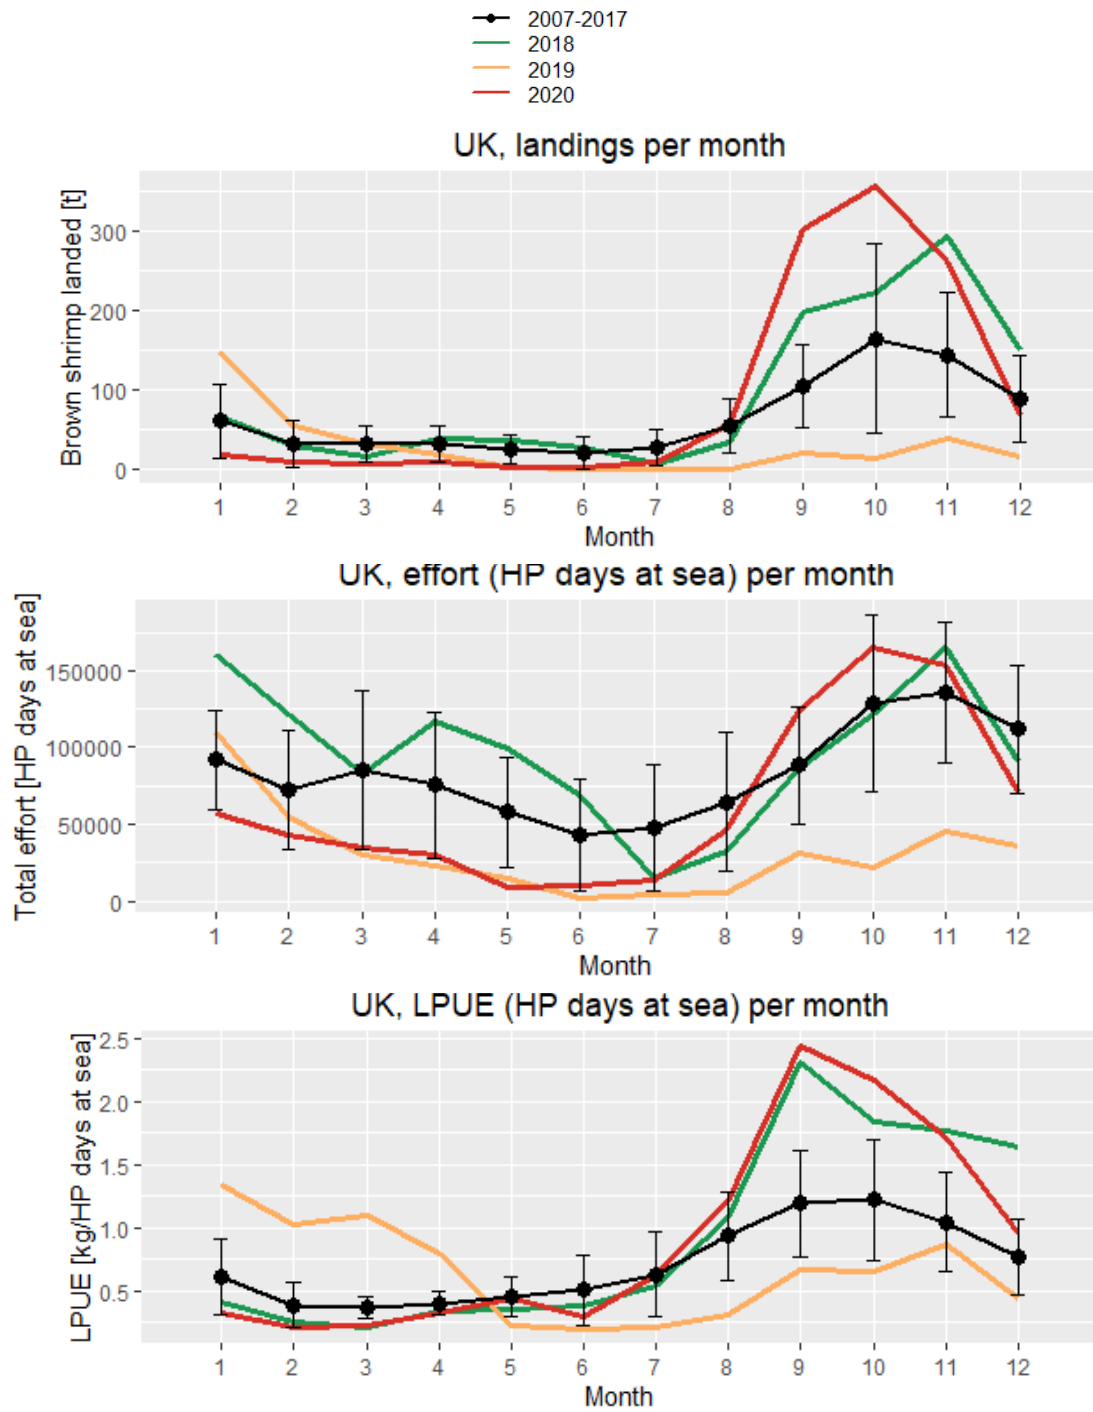 2007-2017
2018
2019
2020
UK, landings per month
Brown shrimp landed [t]
300
200
100
0
1 2 3 4 5 6 7 8 9 10 11 12
Month
UK, effort (HP days at sea) per month
Total effort [HP days at sea]
150000
100000
50000
0
1 2 3 4 5 6 7 8 9 10 11 12
Month
UK, LPUE (HP days at sea) per month
LPUE [kg/HP days at sea]
2.5
2.0
1.5
1.0
0.5
1 2 3 4 5 6 7 8 9 10 11 12
Month